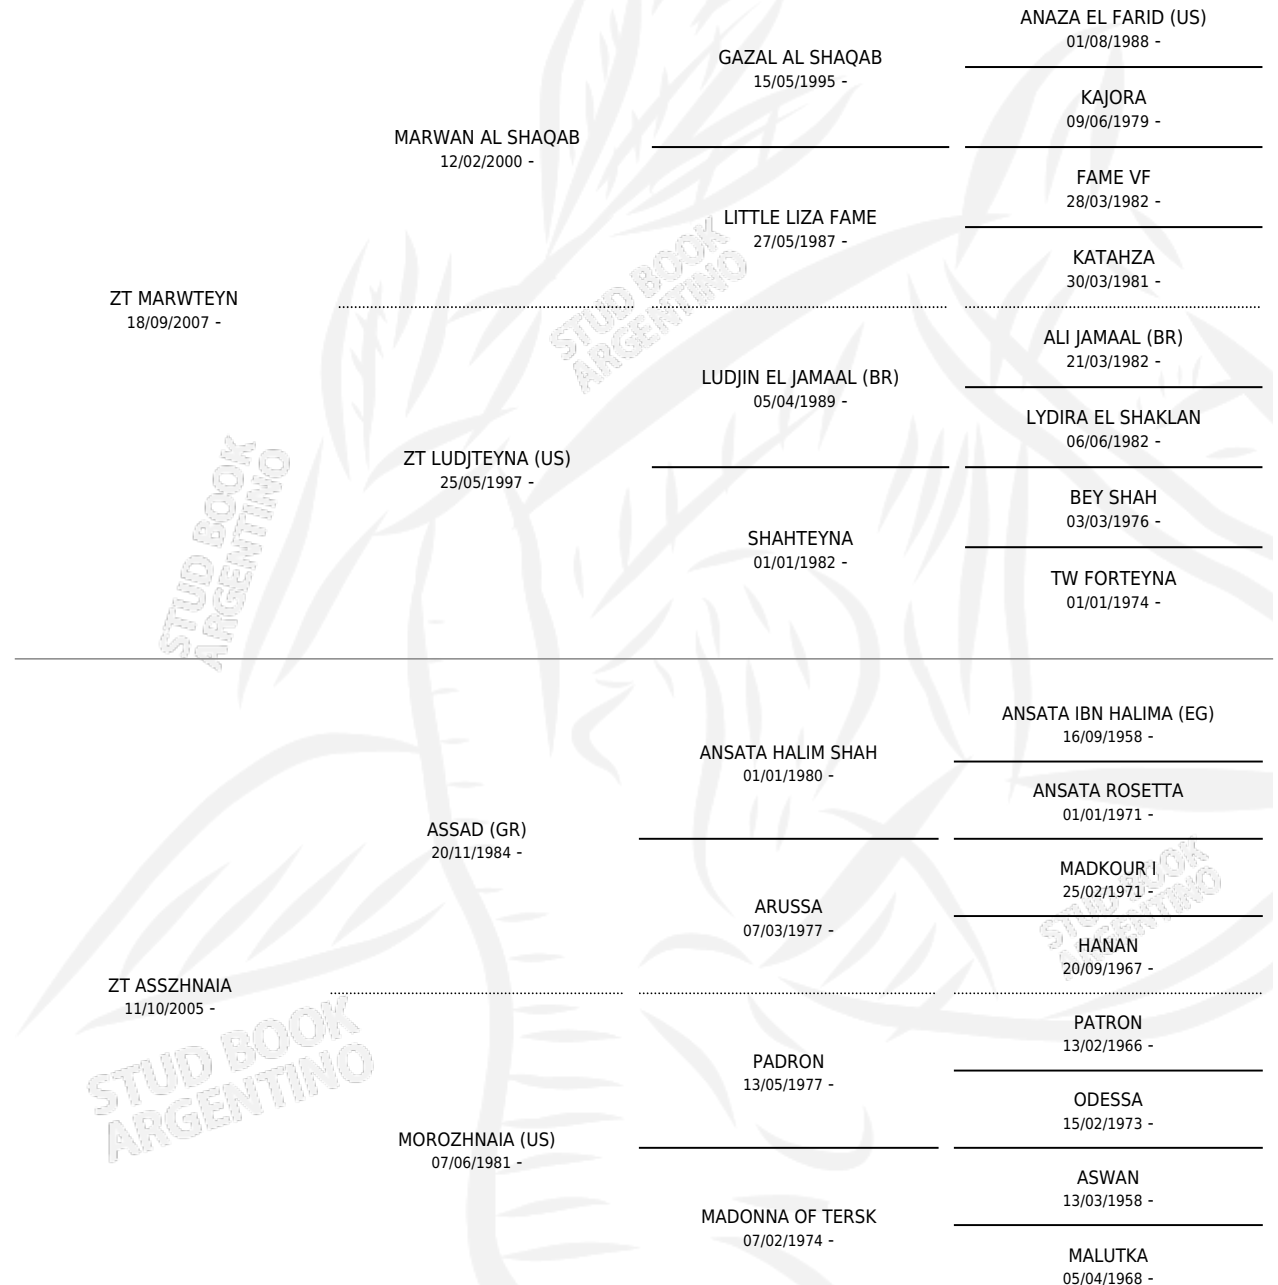 ANAZA EL FARID (US)
01/08/1988 -
GAZAL AL SHAQAB
15/05/1995 -
KAJORA
09/06/1979 -
MARWAN AL SHAQAB
12/02/2000 -
FAME VF
28/03/1982 -
LITTLE LIZA FAME
27/05/1987 -
KATAHZA
30/03/1981 -
ZT MARWTEYN
18/09/2007 -
STUD BOOK
ARGENTINO
ALI JAMAAL (BR)
21/03/1982 -
LUDJIN EL JAMAAL (BR)
05/04/1989 -
LYDIRA EL SHAKLAN
06/06/1982 -
ZT LUDJTEYNA (US)
25/05/1997 -
BEY SHAH
03/03/1976 -
SHAHTEYNA
01/01/1982 -
TW FORTEYNA
01/01/1974 -
STUD BOOK
ARGENTINO
ANSATA IBN HALIMA (EG)
16/09/1958 -
ANSATA HALIM SHAH
01/01/1980 -
ANSATA ROSETTA
01/01/1971 -
ASSAD (GR)
20/11/1984 -
MADKOUR I
25/02/1971 -
ARUSSA
07/03/1977 -
STUD BOOK
ARGENTINO
HANAN
20/09/1967 -
ZT ASSZHNAIA
11/10/2005 -
PATRON
13/02/1966 -
PADRON
13/05/1977 -
ODESSA
15/02/1973 -
STUD BOOK
ARGENTINO
MOROZHNAIA (US)
07/06/1981 -
ASWAN
13/03/1958 -
MADONNA OF TERSK
07/02/1974 -
MALUTKA
05/04/1968 -